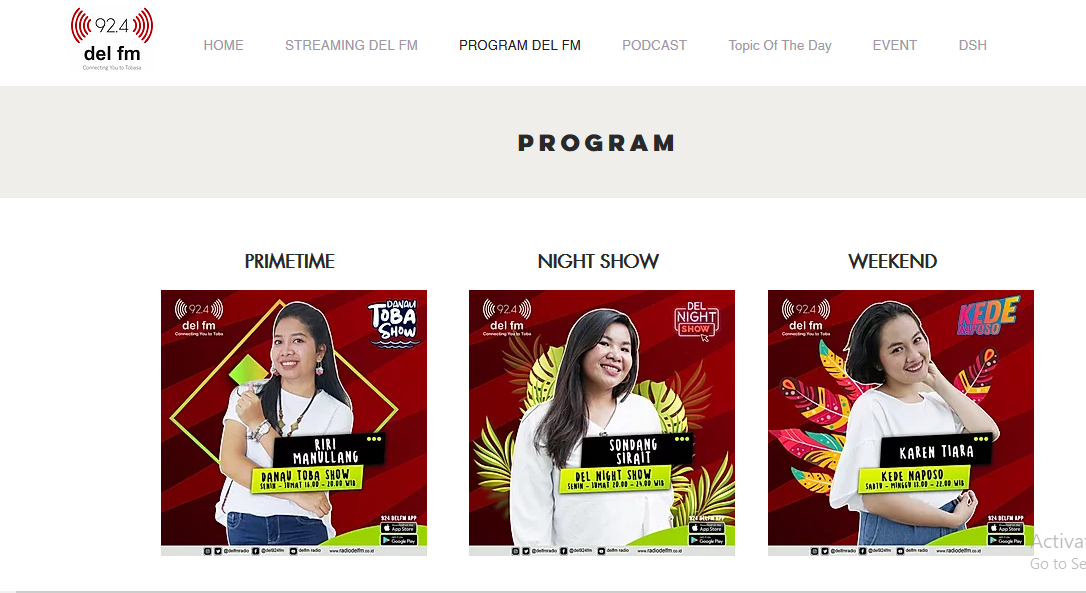 92.4
del fm
Connecting You to Tobasa
HOME STREAMING DEL FM PROGRAM DEL FM PODCAST Topic Of The Day EVENT DSH
PROGRAM
PRIMETIME
92.4
del fm
Connecting You to Toba
DANAU
TOBA
SHOW
RIRI
MANULLANG
DANAU TOBA SHOW
SENIN - JUMAT 16.00 - 20.00 WIB
924 DELFM APP
App Store
Google Play
@delfmradio @del924fm delfm radio www.radiodelfm.co.id
NIGHT SHOW
92.4
del fm
Connecting You to Toba
DEL
NIGHT
SHOW
SONDANG
SIRAIT
DEL NIGHT SHOW
SENIN - JUMAT 20.00 - 24.00 WIB
924 DELFM APP
App Store
Google Play
@delfmradio @del924fm delfm radio www.radiodelfm.co.id
WEEKEND
92.4
del fm
Connecting You to Toba
KEDE
NAPOSO
KAREN TIARA
KEDE NAPOSO
924 DELFM APP
App Store
Google Play
@delfmradio @del924fm delfm radio www.radiodelfm.co.id
Activat
Go to Se